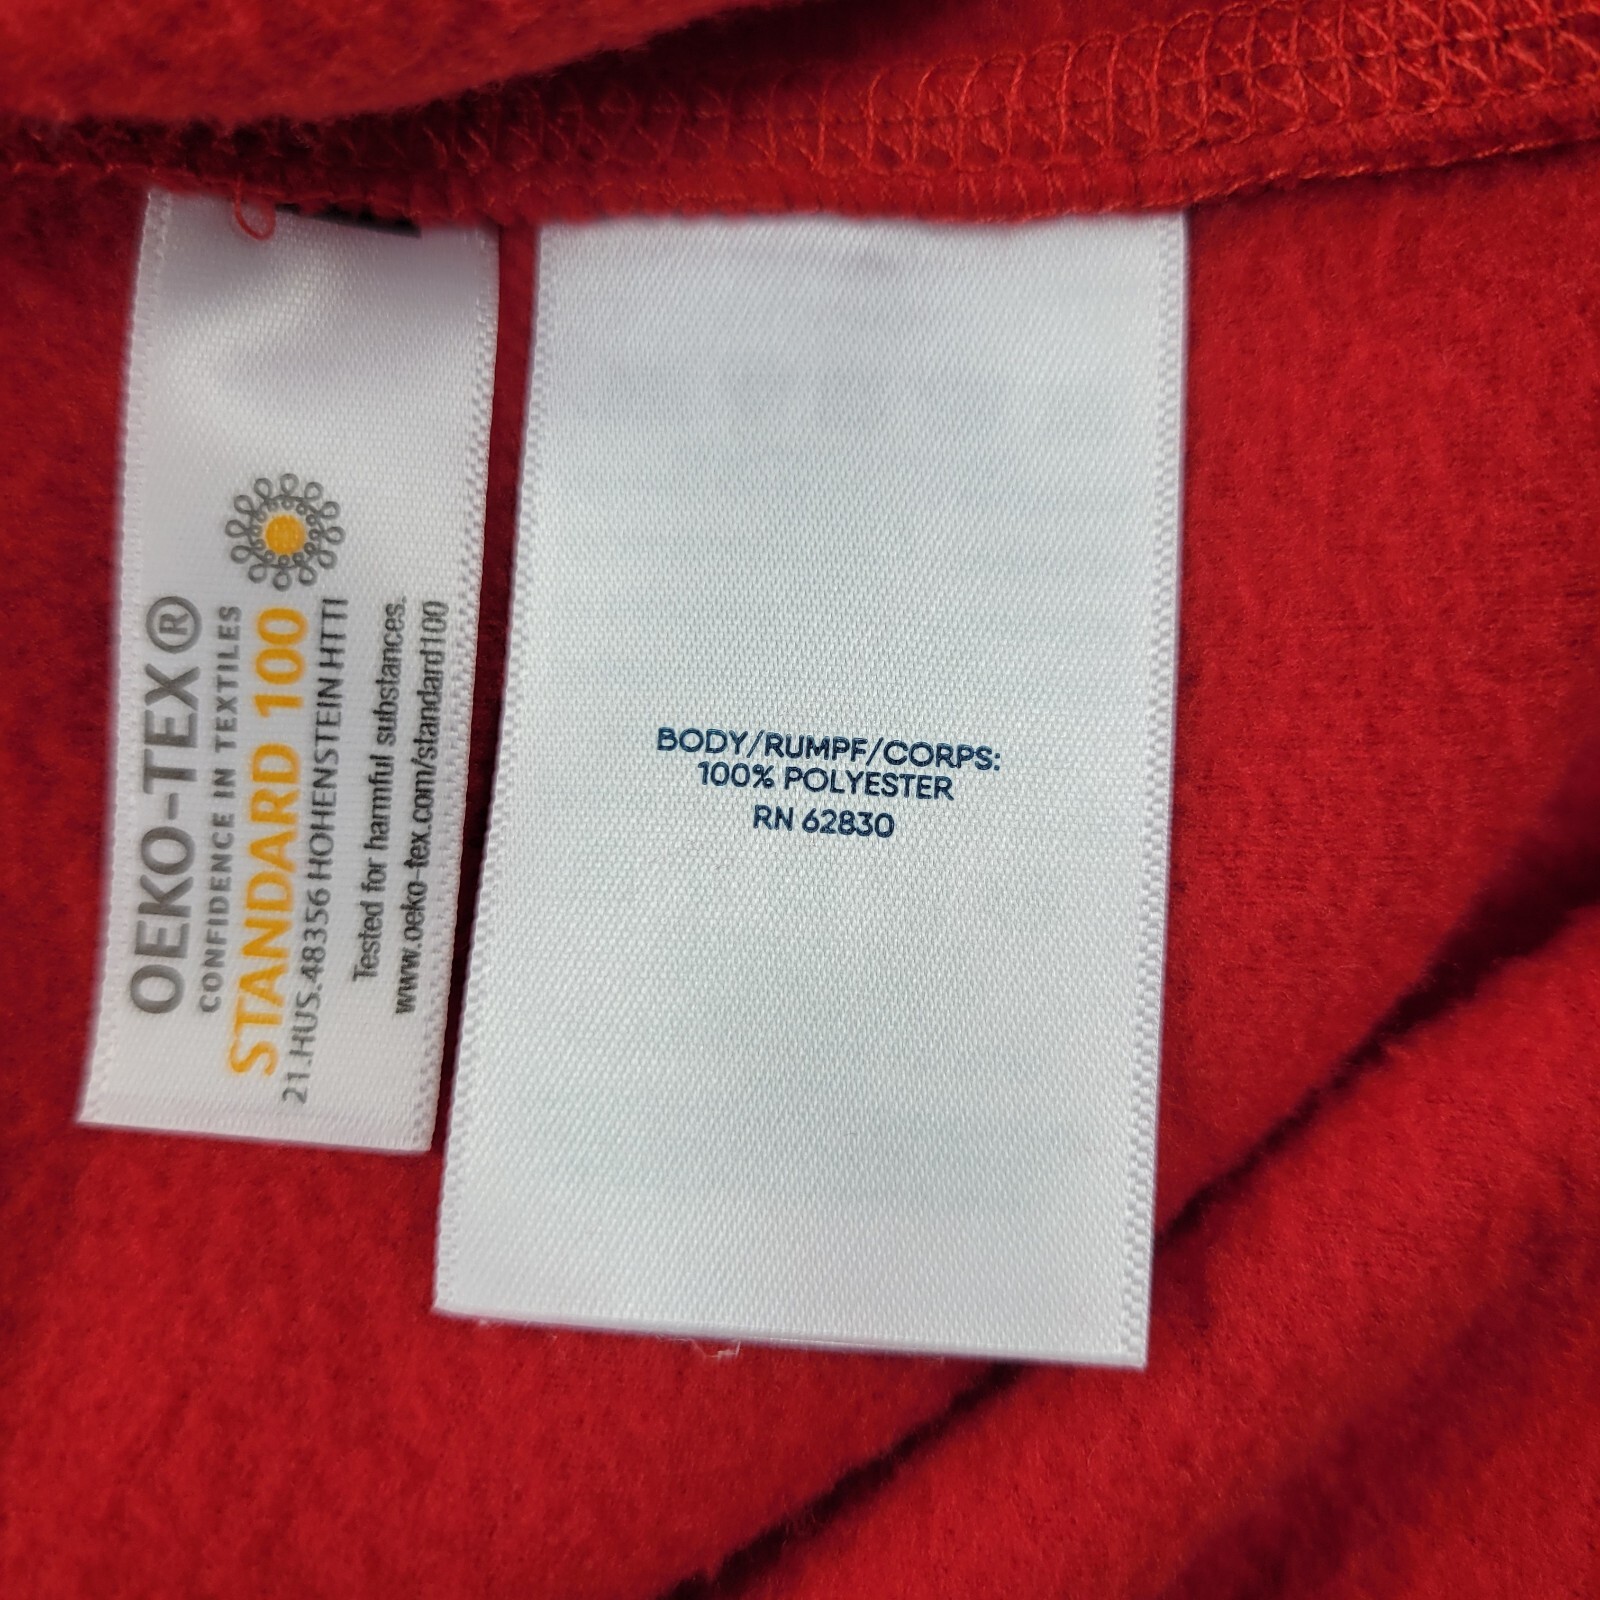 OEKO-TEX®
CONFIDENCE IN TEXTILES
STANDARD 100
21.HUS.48356 HOHENSTEIN HTTI
Tested for harmful substances.
www.oeko-tex.com/standard100
BODY/RUMPF/CORPS:
100% POLYESTER
RN 62830